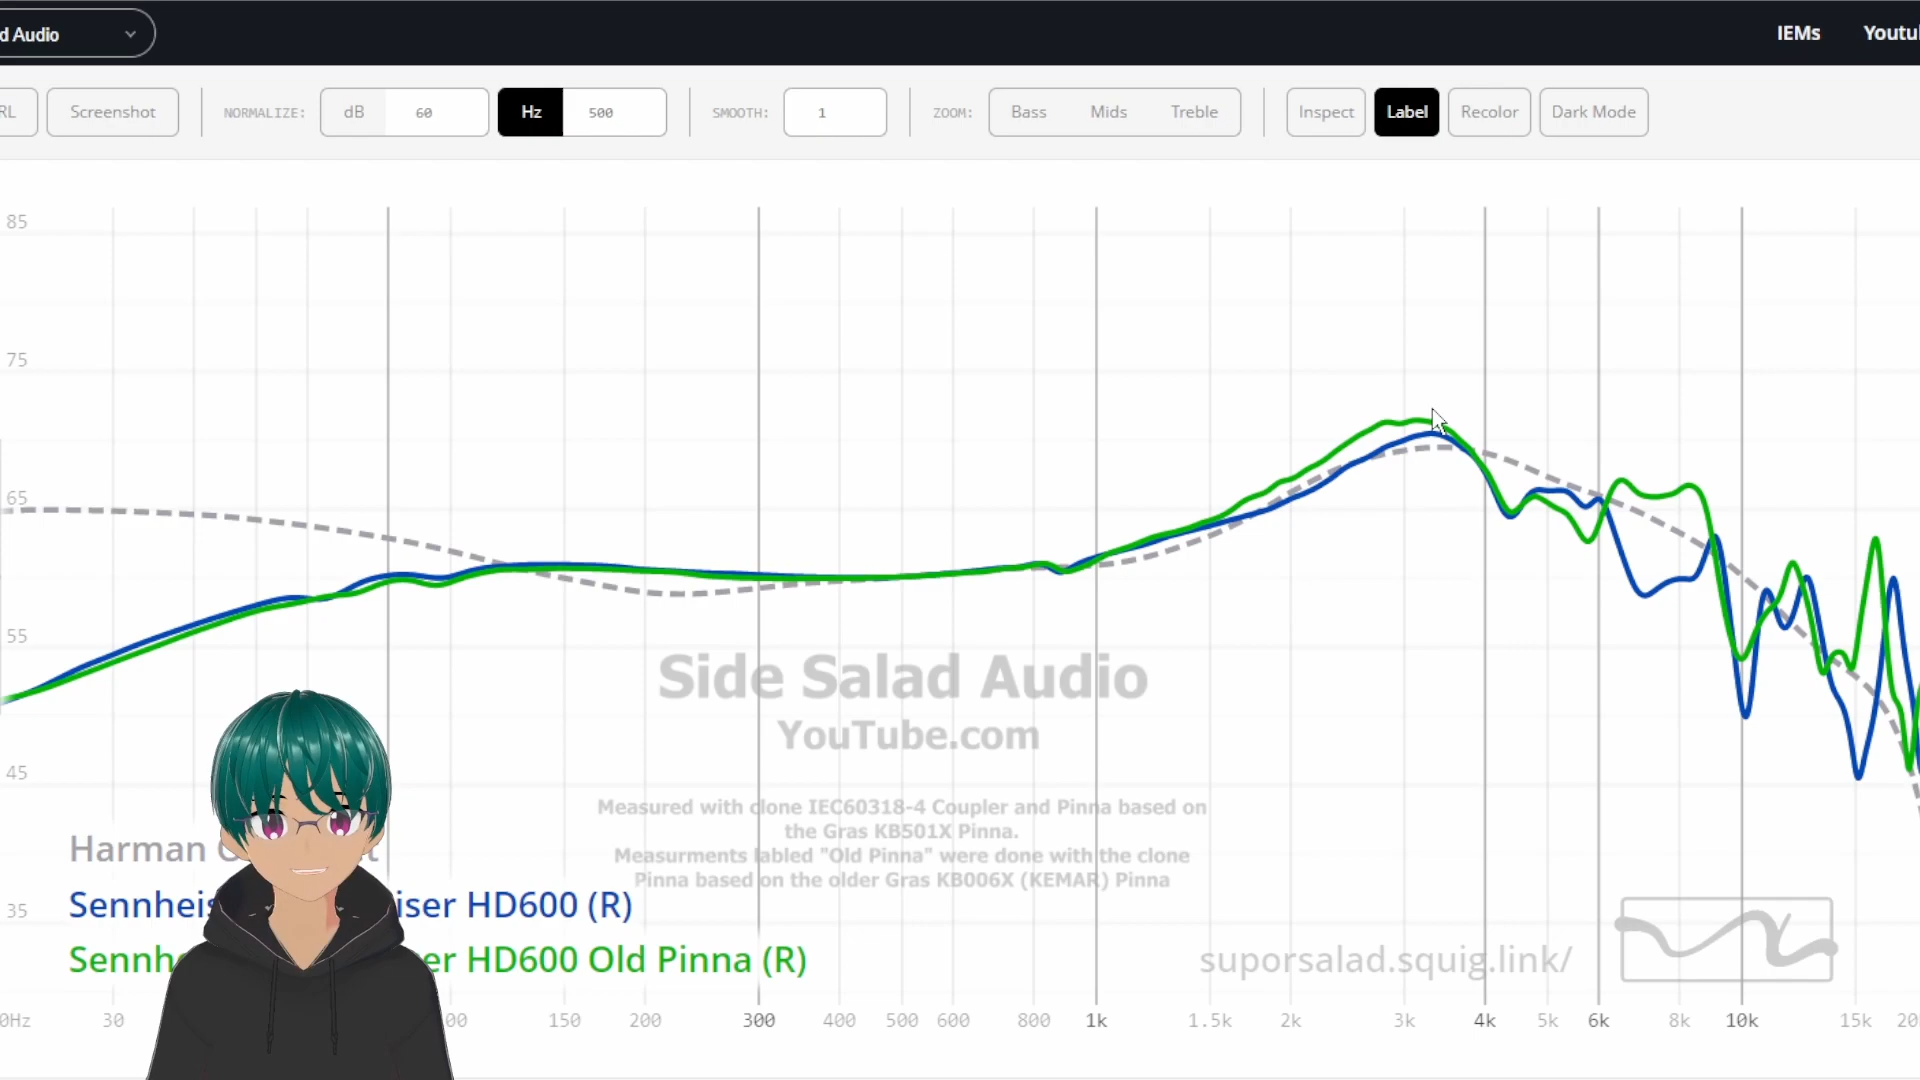 d Audio
IEMs Youtu
RL Screenshot NORMALIZE: dB 60 Hz 500 SMOOTH: 1 ZOOM: Bass Mids Treble Inspect Label Recolor Dark Mode
85
75
65
55
45
35
Side Salad Audio
YouTube.com
Measured with clone IEC60318-4 Coupler and Pinna based on
the Gras KB501X Pinna.
Measurments labled "Old Pinna" were done with the clone
Pinna based on the older Gras KB006X (KEMAR) Pinna
Harman
Sennheis iser HD600 (R)
Sennh er HD600 Old Pinna (R)
suporsalad.squig.link/
0Hz 30 00 150 200 300 400 500 600 800 1k 1.5k 2k 3k 4k 5k 6k 8k 10k 15k 20